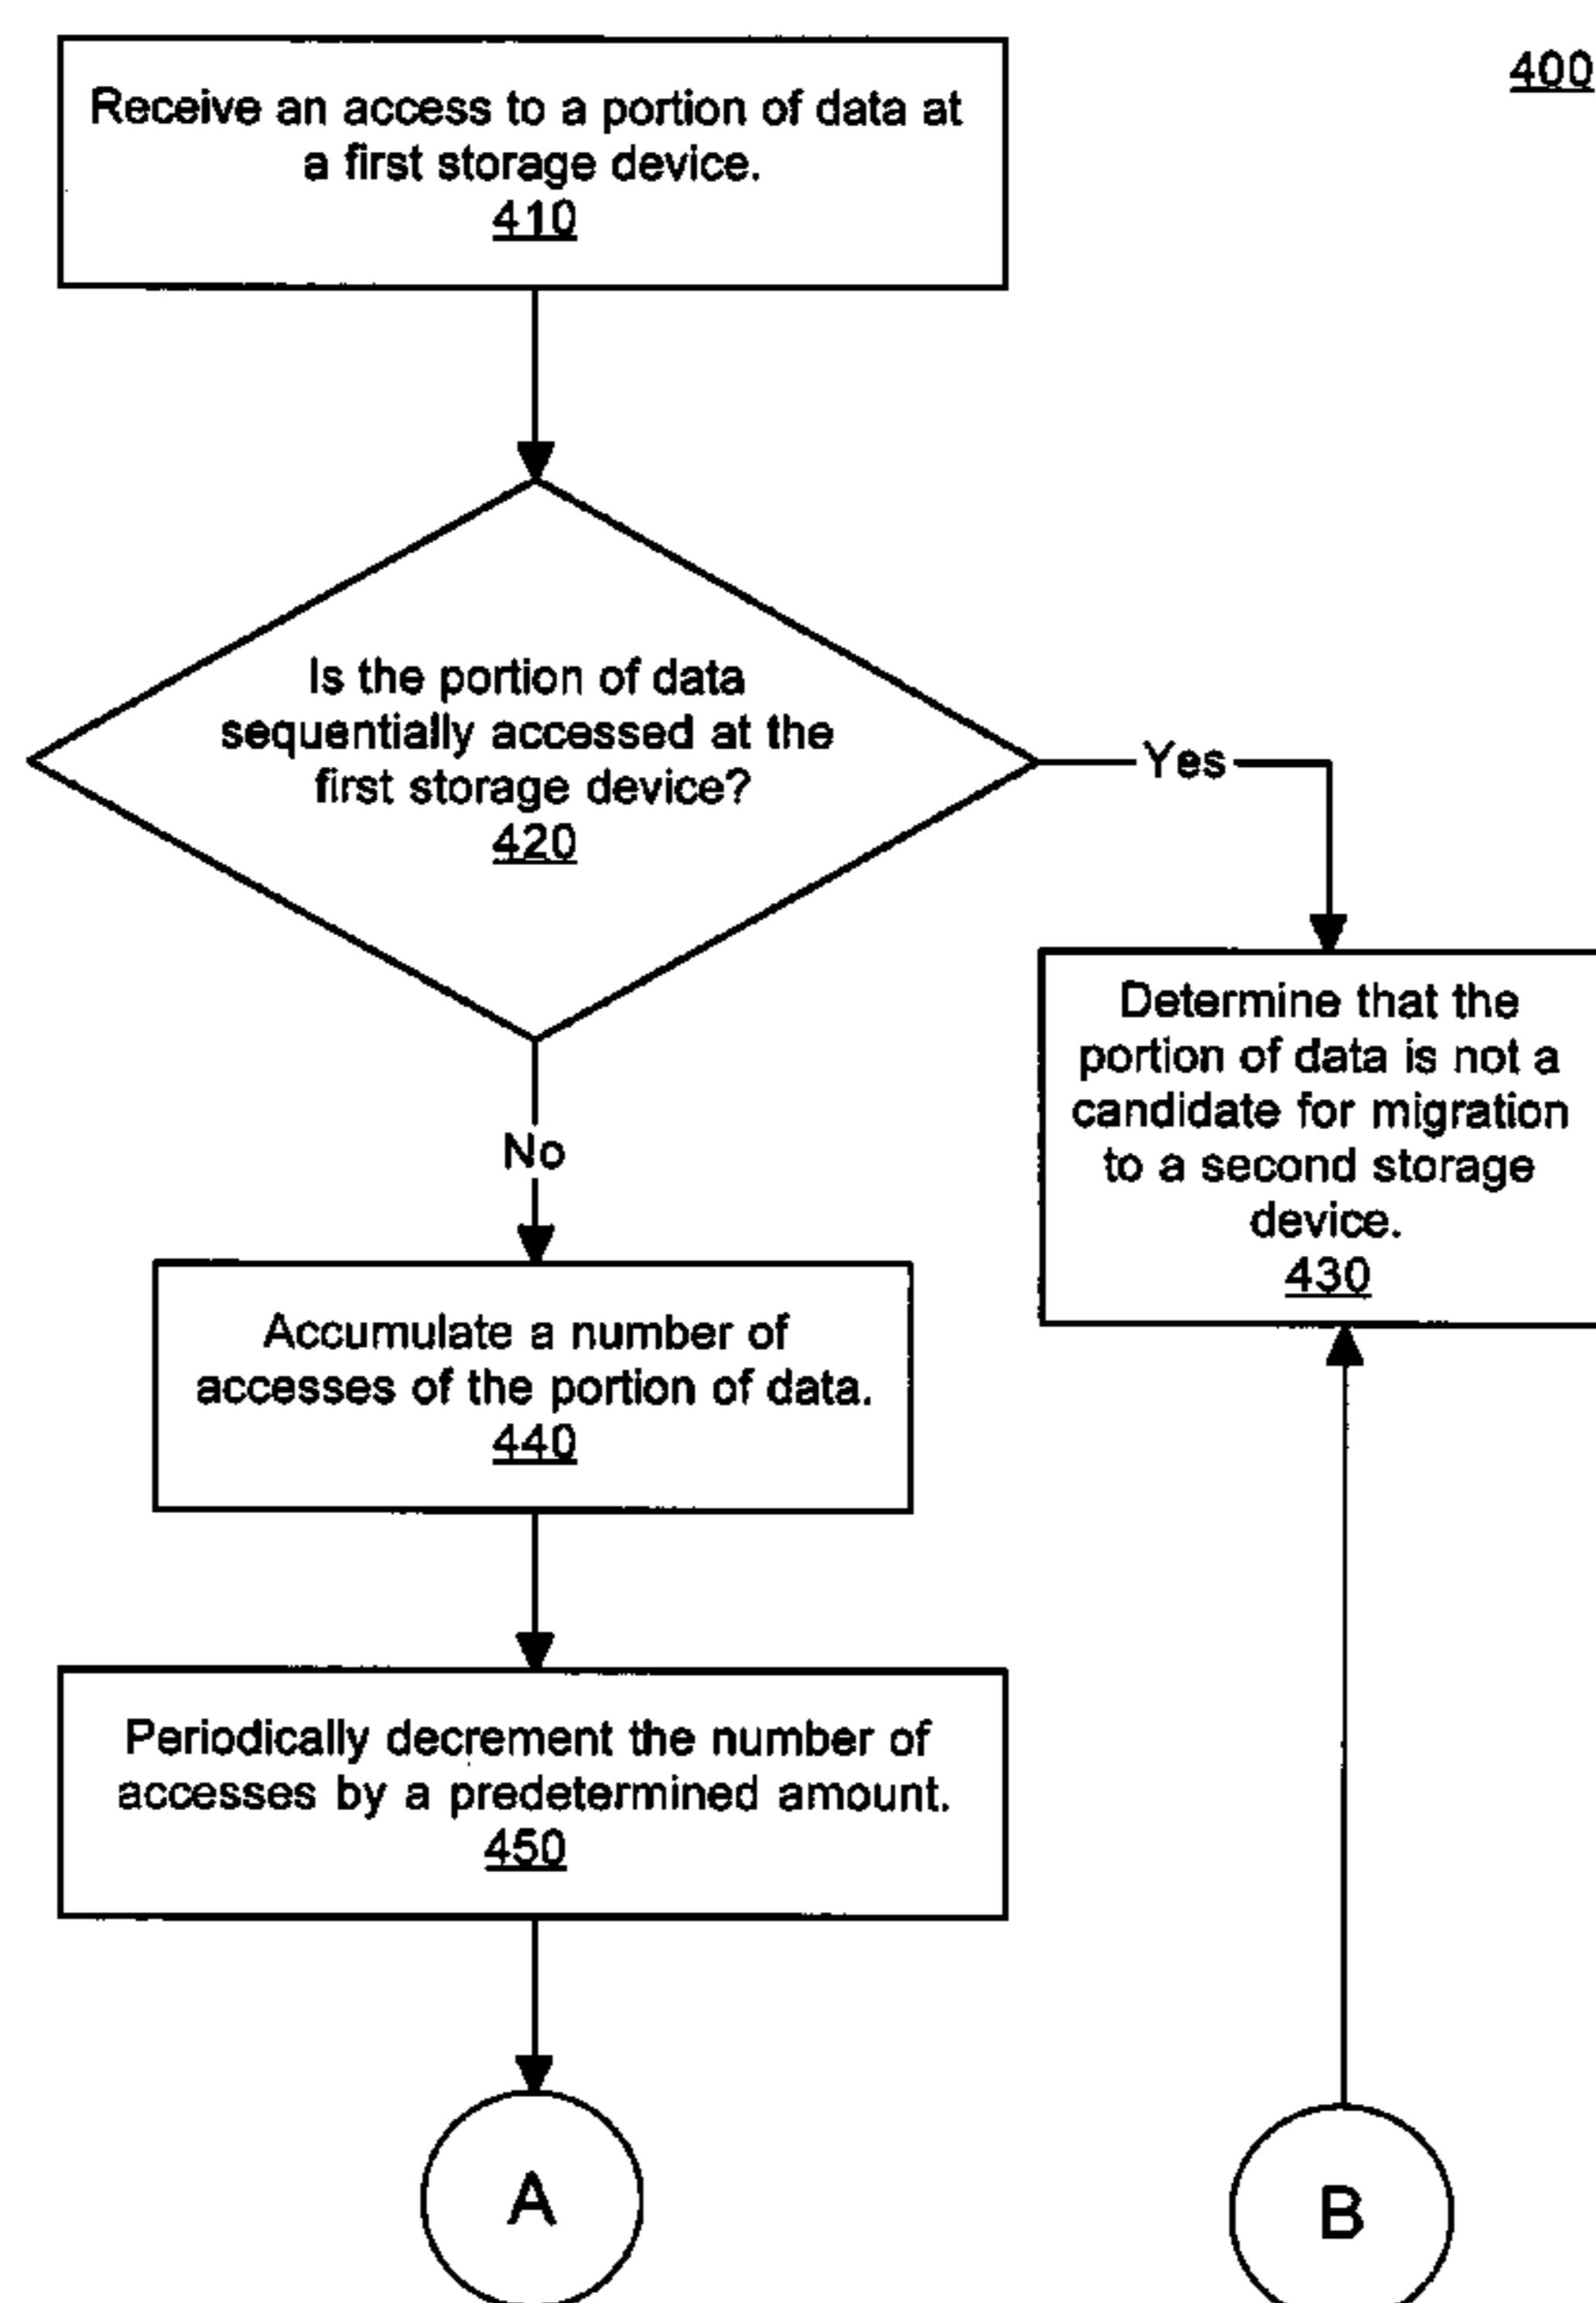 400
Receive an access to a portion of data at
a first storage device.
410
Is the portion of data
sequentially accessed at the
first storage device?
420
Yes
No
Determine that the
portion of data is not a
candidate for migration
to a second storage
device.
430
Accumulate a number of
accesses of the portion of data.
440
Periodically decrement the number of
accesses by a predetermined amount.
450
A
B